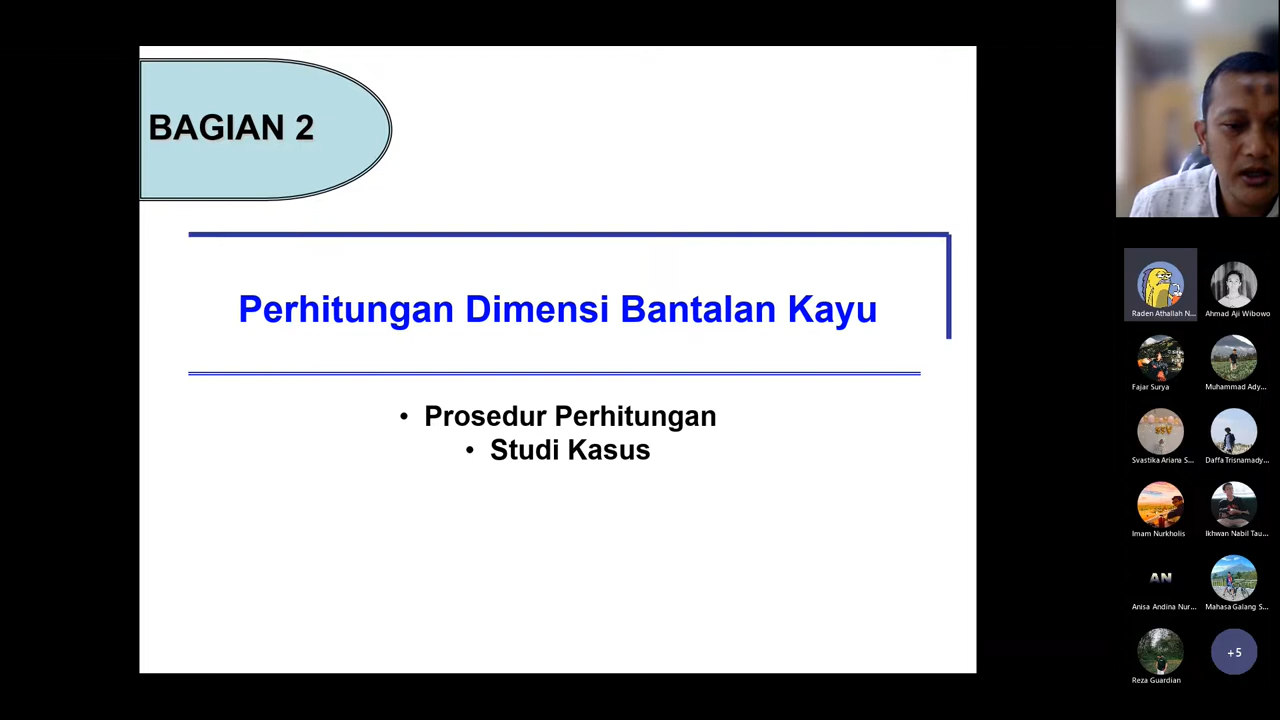 BAGIAN 2
Perhitungan Dimensi Bantalan Kayu
• Prosedur Perhitungan
• Studi Kasus
Raden Athallah N...
Ahmad Aji Wibowo
Fajar Surya
Muhammad Ady...
Svastika Ariana S...
Daffa Trisnamady...
Imam Nurkholis
Ikhwan Nabil Tau...
AN
Anisa Andina Nur...
Mahasa Galang S...
Reza Guardian
+5